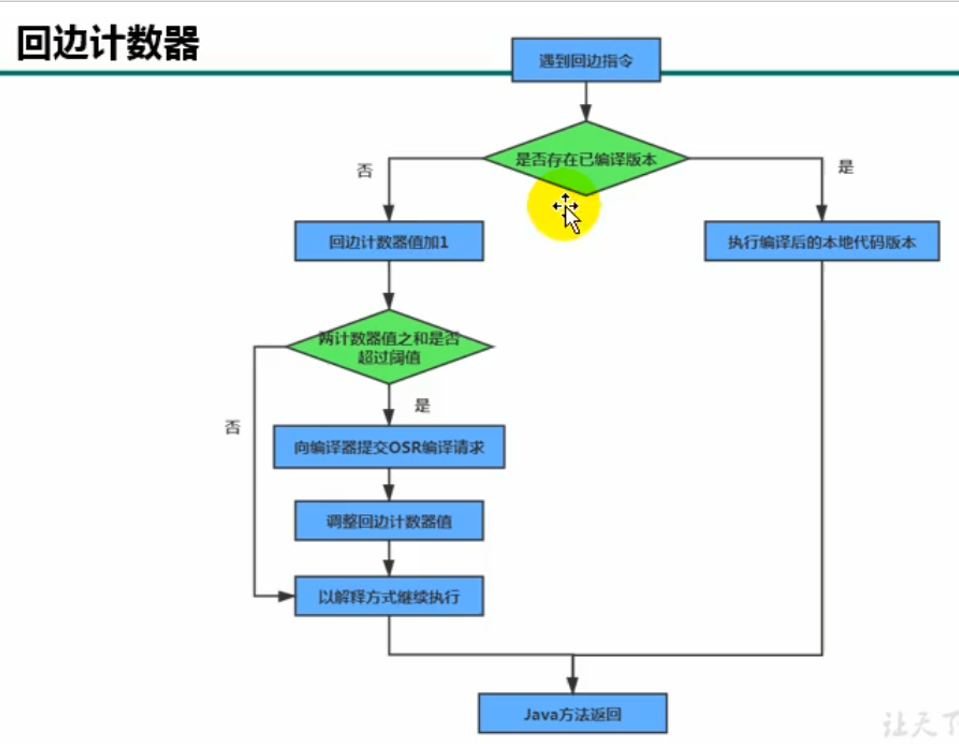 回边计数器
遇到回边指令
是否存在已编译版本
否
是
回边计数器值加1
执行编译后的本地代码版本
两计数器值之和是否
超过阈值
是
否
向编译器提交OSR编译请求
调整回边计数器值
以解释方式继续执行
Java方法返回
让天下